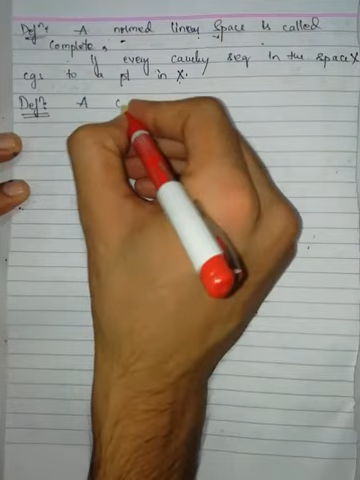 Defn: A normed linear space is called
complete, if every cauchy seq in the space X
cgs to a pt in X.
Defn: A c